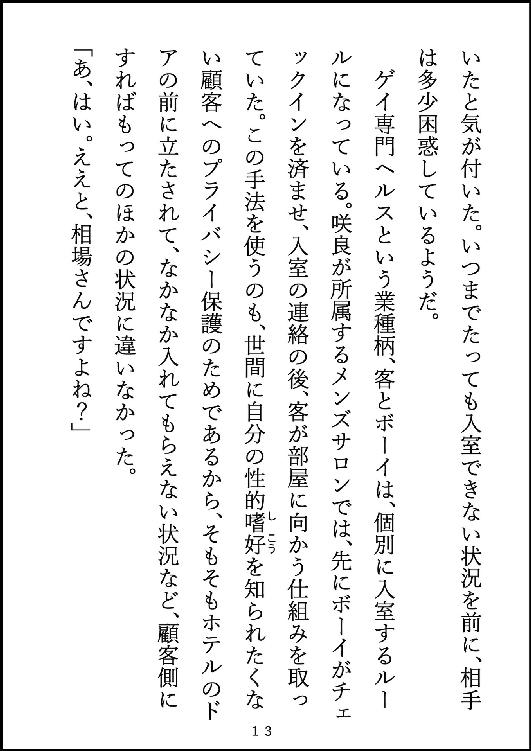 いたと気が付いた。いつまでたっても入室できない状況を前に、相手
は多少困惑しているようだ。
ゲイ専門ヘルスという業種柄、客とボーイは、個別に入室するルー
ルになっている。咲良が所属するメンズサロンでは、先にボーイがチェ
ックインを済ませ、入室の連絡の後、客が部屋に向かう仕組みを取っ
ていた。この手法を使うのも、世間に自分の性的嗜好を知られたくな
しこう
い顧客へのプライバシー保護のためであるから、そもそもホテルのド
アの前に立たされて、なかなか入れてもらえない状況など、顧客側に
すればもってのほかの状況に違いなかった。
「あ、はい。ええと、相場さんですよね?」
13